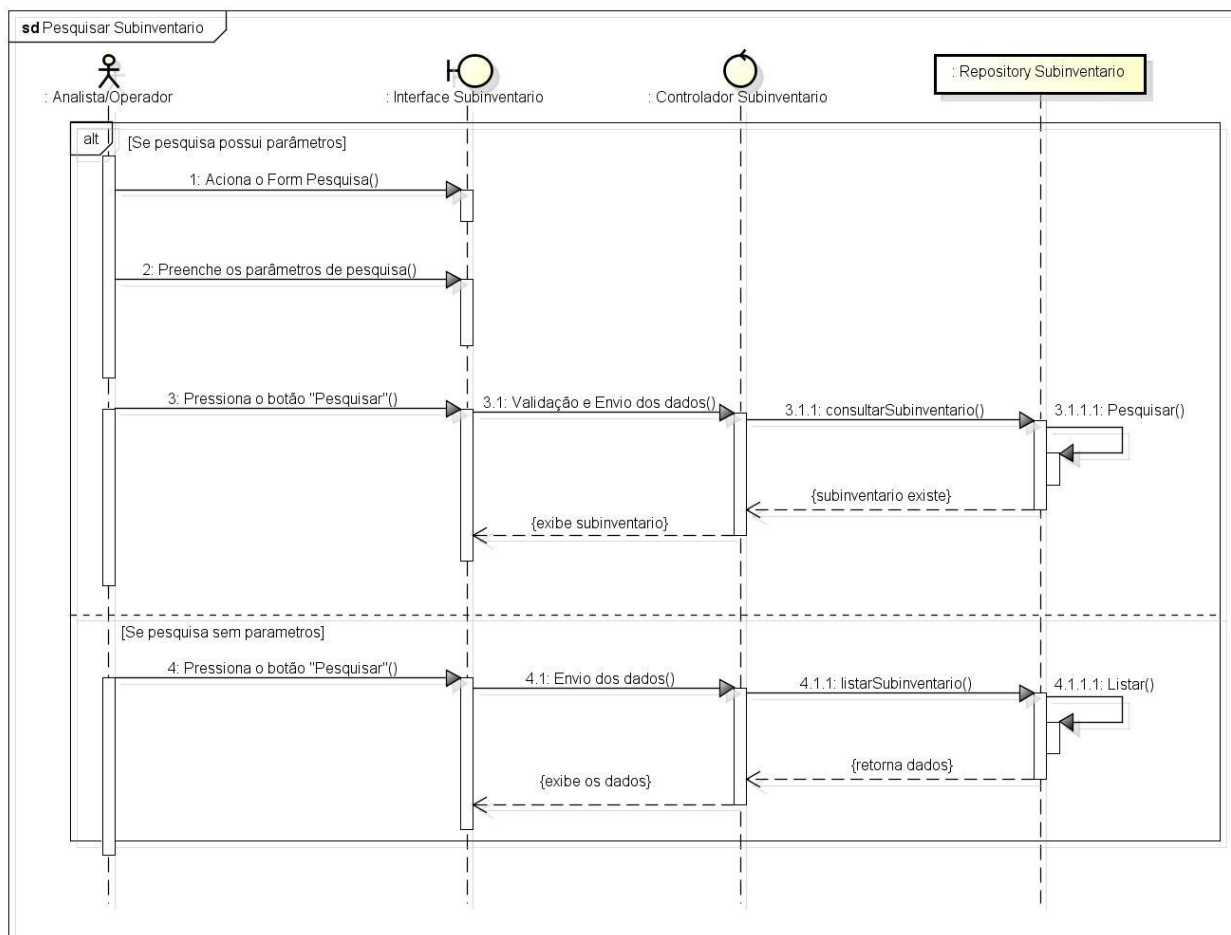 sd Pesquisar Subinventario
: Analista/Operador
: Interface Subinventario
: Controlador Subinventario
: Repository Subinventario
alt
[Se pesquisa possui parâmetros]
1: Aciona o Form Pesquisa()
2: Preenche os parâmetros de pesquisa()
3: Pressiona o botão "Pesquisar"()
3.1: Validação e Envio dos dados()
3.1.1: consultarSubinventario()
3.1.1.1: Pesquisar()
{subinventario existe}
{exibe subinventario}
[Se pesquisa sem parametros]
4: Pressiona o botão "Pesquisar"()
4.1: Envio dos dados()
4.1.1: listarSubinventario()
4.1.1.1: Listar()
{retorna dados}
{exibe os dados}